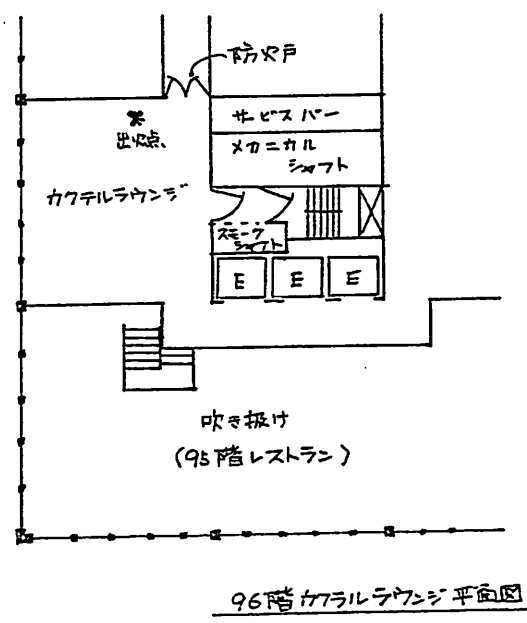 防火戸
サービスバー
出火点
メカニカル
シャフト
カクテルラウンジ
スモーク
シャフト
E E E
吹き抜け
(95階レストラン)
96階カクテルラウンジ平面図